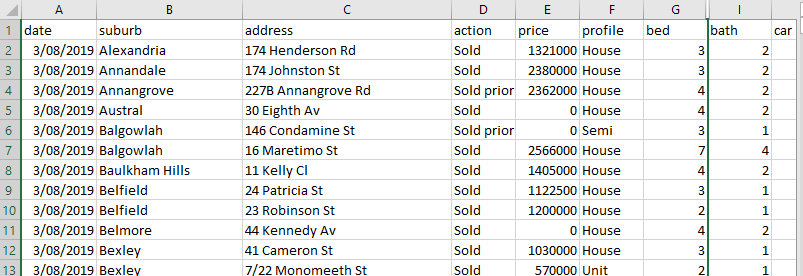 A B C D E F G I
1 date suburb address action price profile bed bath car
2 3/08/2019 Alexandria 174 Henderson Rd Sold 1321000 House 3 2
3 3/08/2019 Annandale 174 Johnston St Sold 2380000 House 3 2
4 3/08/2019 Annangrove 227B Annangrove Rd Sold prior 2362000 House 4 2
5 3/08/2019 Austral 30 Eighth Av Sold 0 House 4 2
6 3/08/2019 Balgowlah 146 Condamine St Sold prior 0 Semi 3 1
7 3/08/2019 Balgowlah 16 Maretimo St Sold 2566000 House 7 4
8 3/08/2019 Baulkham Hills 11 Kelly Cl Sold 1405000 House 4 2
9 3/08/2019 Belfield 24 Patricia St Sold 1122500 House 3 1
10 3/08/2019 Belfield 23 Robinson St Sold 1200000 House 2 1
11 3/08/2019 Belmore 44 Kennedy Av Sold 0 House 4 2
12 3/08/2019 Bexley 41 Cameron St Sold 1030000 House 3 1
13 3/08/2019 Bexley 7/22 Monomeeth St Sold 570000 Unit 2 1